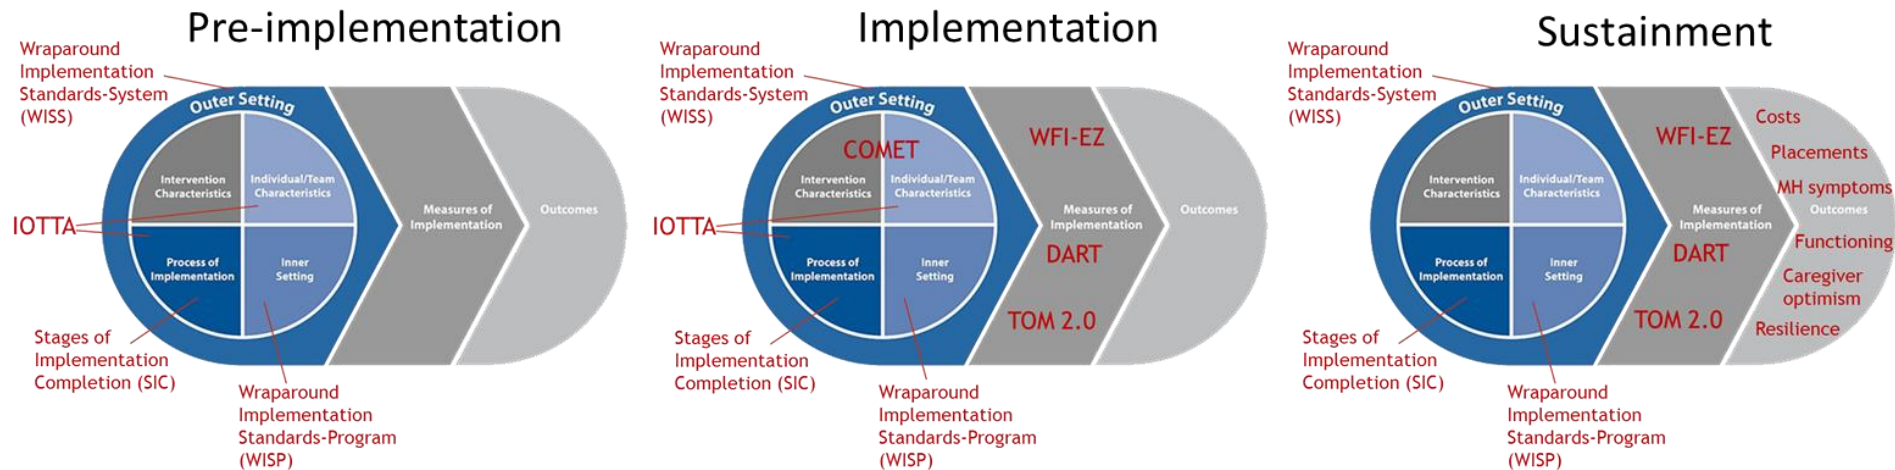 Pre-implementation
Wraparound
Implementation
Standards-System
(WISS)
Outer Setting
Intervention
Characteristics
Individual/Team
Characteristics
IOTTA
Process of
Implementation
Inner
Setting
Measures of
Implementation
Outcomes
Stages of
Implementation
Completion (SIC)
Wraparound
Implementation
Standards-Program
(WISP)
Implementation
Wraparound
Implementation
Standards-System
(WISS)
Outer Setting
COMET
Intervention
Characteristics
Individual/Team
Characteristics
IOTTA
Process of
Implementation
Inner
Setting
WFI-EZ
Measures of
Implementation
DART
TOM 2.0
Outcomes
Stages of
Implementation
Completion (SIC)
Wraparound
Implementation
Standards-Program
(WISP)
Sustainment
Wraparound
Implementation
Standards-System
(WISS)
Outer Setting
Intervention
Characteristics
Individual/Team
Characteristics
Process of
Implementation
Inner
Setting
WFI-EZ
Measures of
Implementation
DART
TOM 2.0
Costs
Placements
MH symptoms
Outcomes
Functioning
Caregiver
optimism
Resilience
Stages of
Implementation
Completion (SIC)
Wraparound
Implementation
Standards-Program
(WISP)